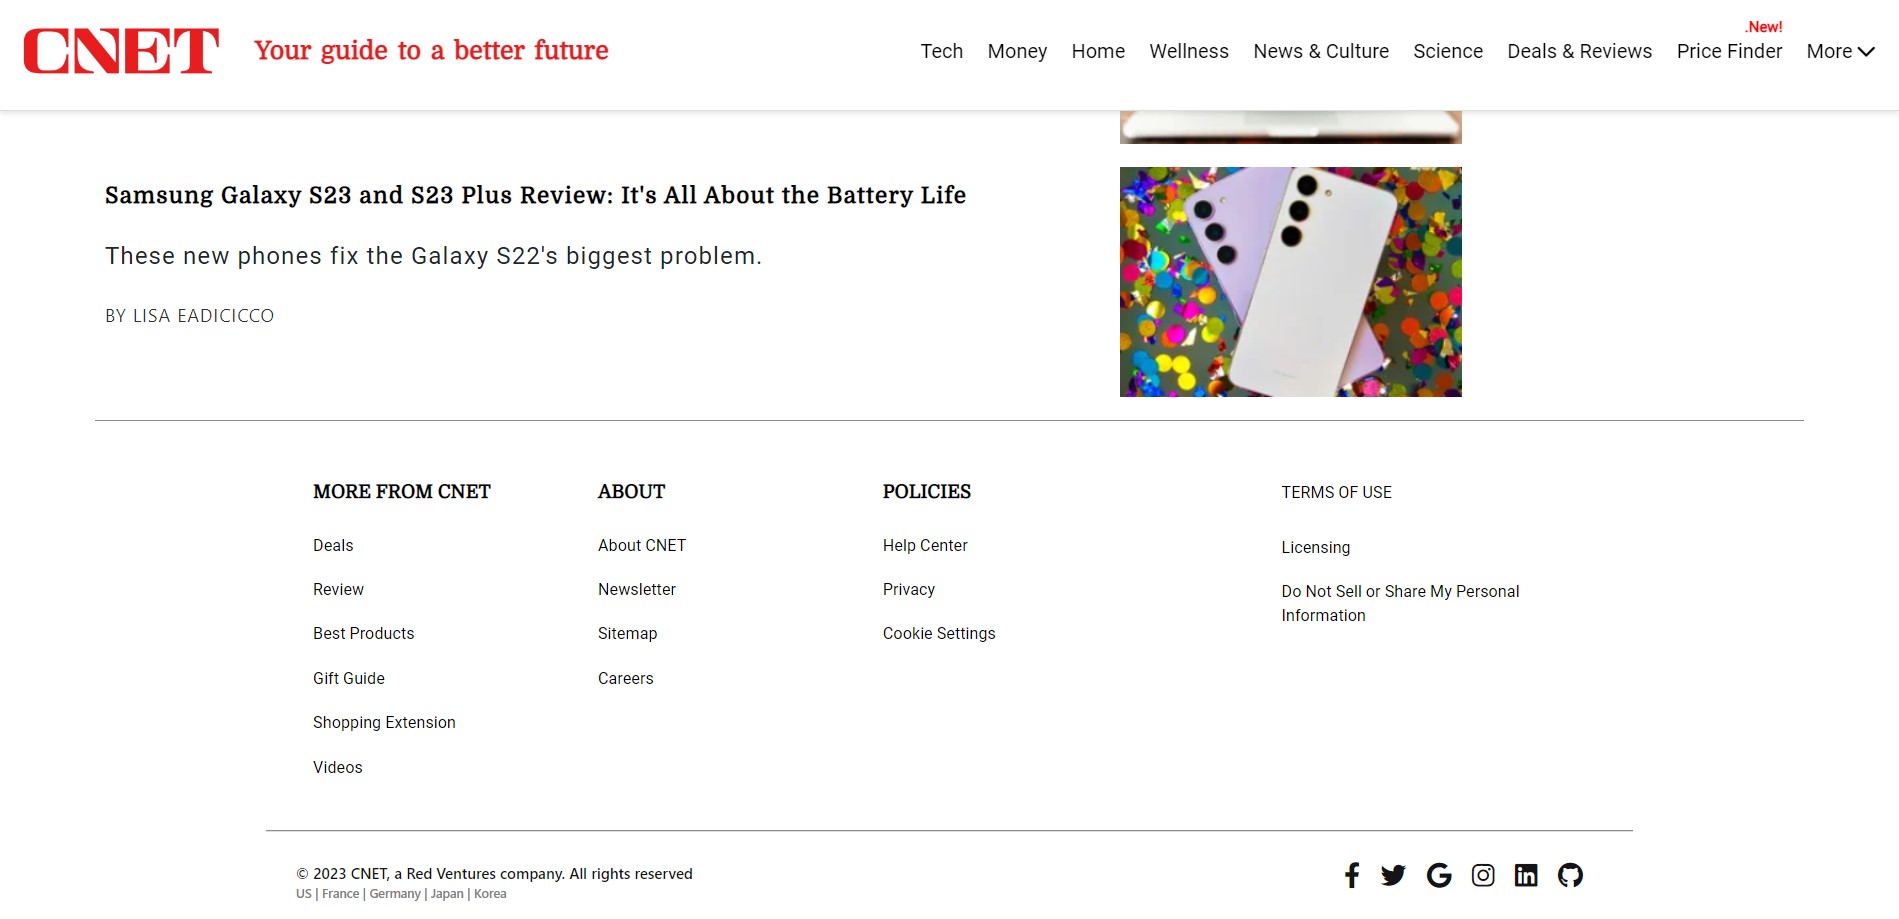 CNET
Your guide to a better future
Tech Money Home Wellness News & Culture Science Deals & Reviews .New! Price Finder More
Samsung Galaxy S23 and S23 Plus Review: It's All About the Battery Life
These new phones fix the Galaxy S22's biggest problem.
BY LISA EADICICCO
MORE FROM CNET
Deals
Review
Best Products
Gift Guide
Shopping Extension
Videos
ABOUT
About CNET
Newsletter
Sitemap
Careers
POLICIES
Help Center
Privacy
Cookie Settings
TERMS OF USE
Licensing
Do Not Sell or Share My Personal
Information
© 2023 CNET, a Red Ventures company. All rights reserved
US | France | Germany | Japan | Korea